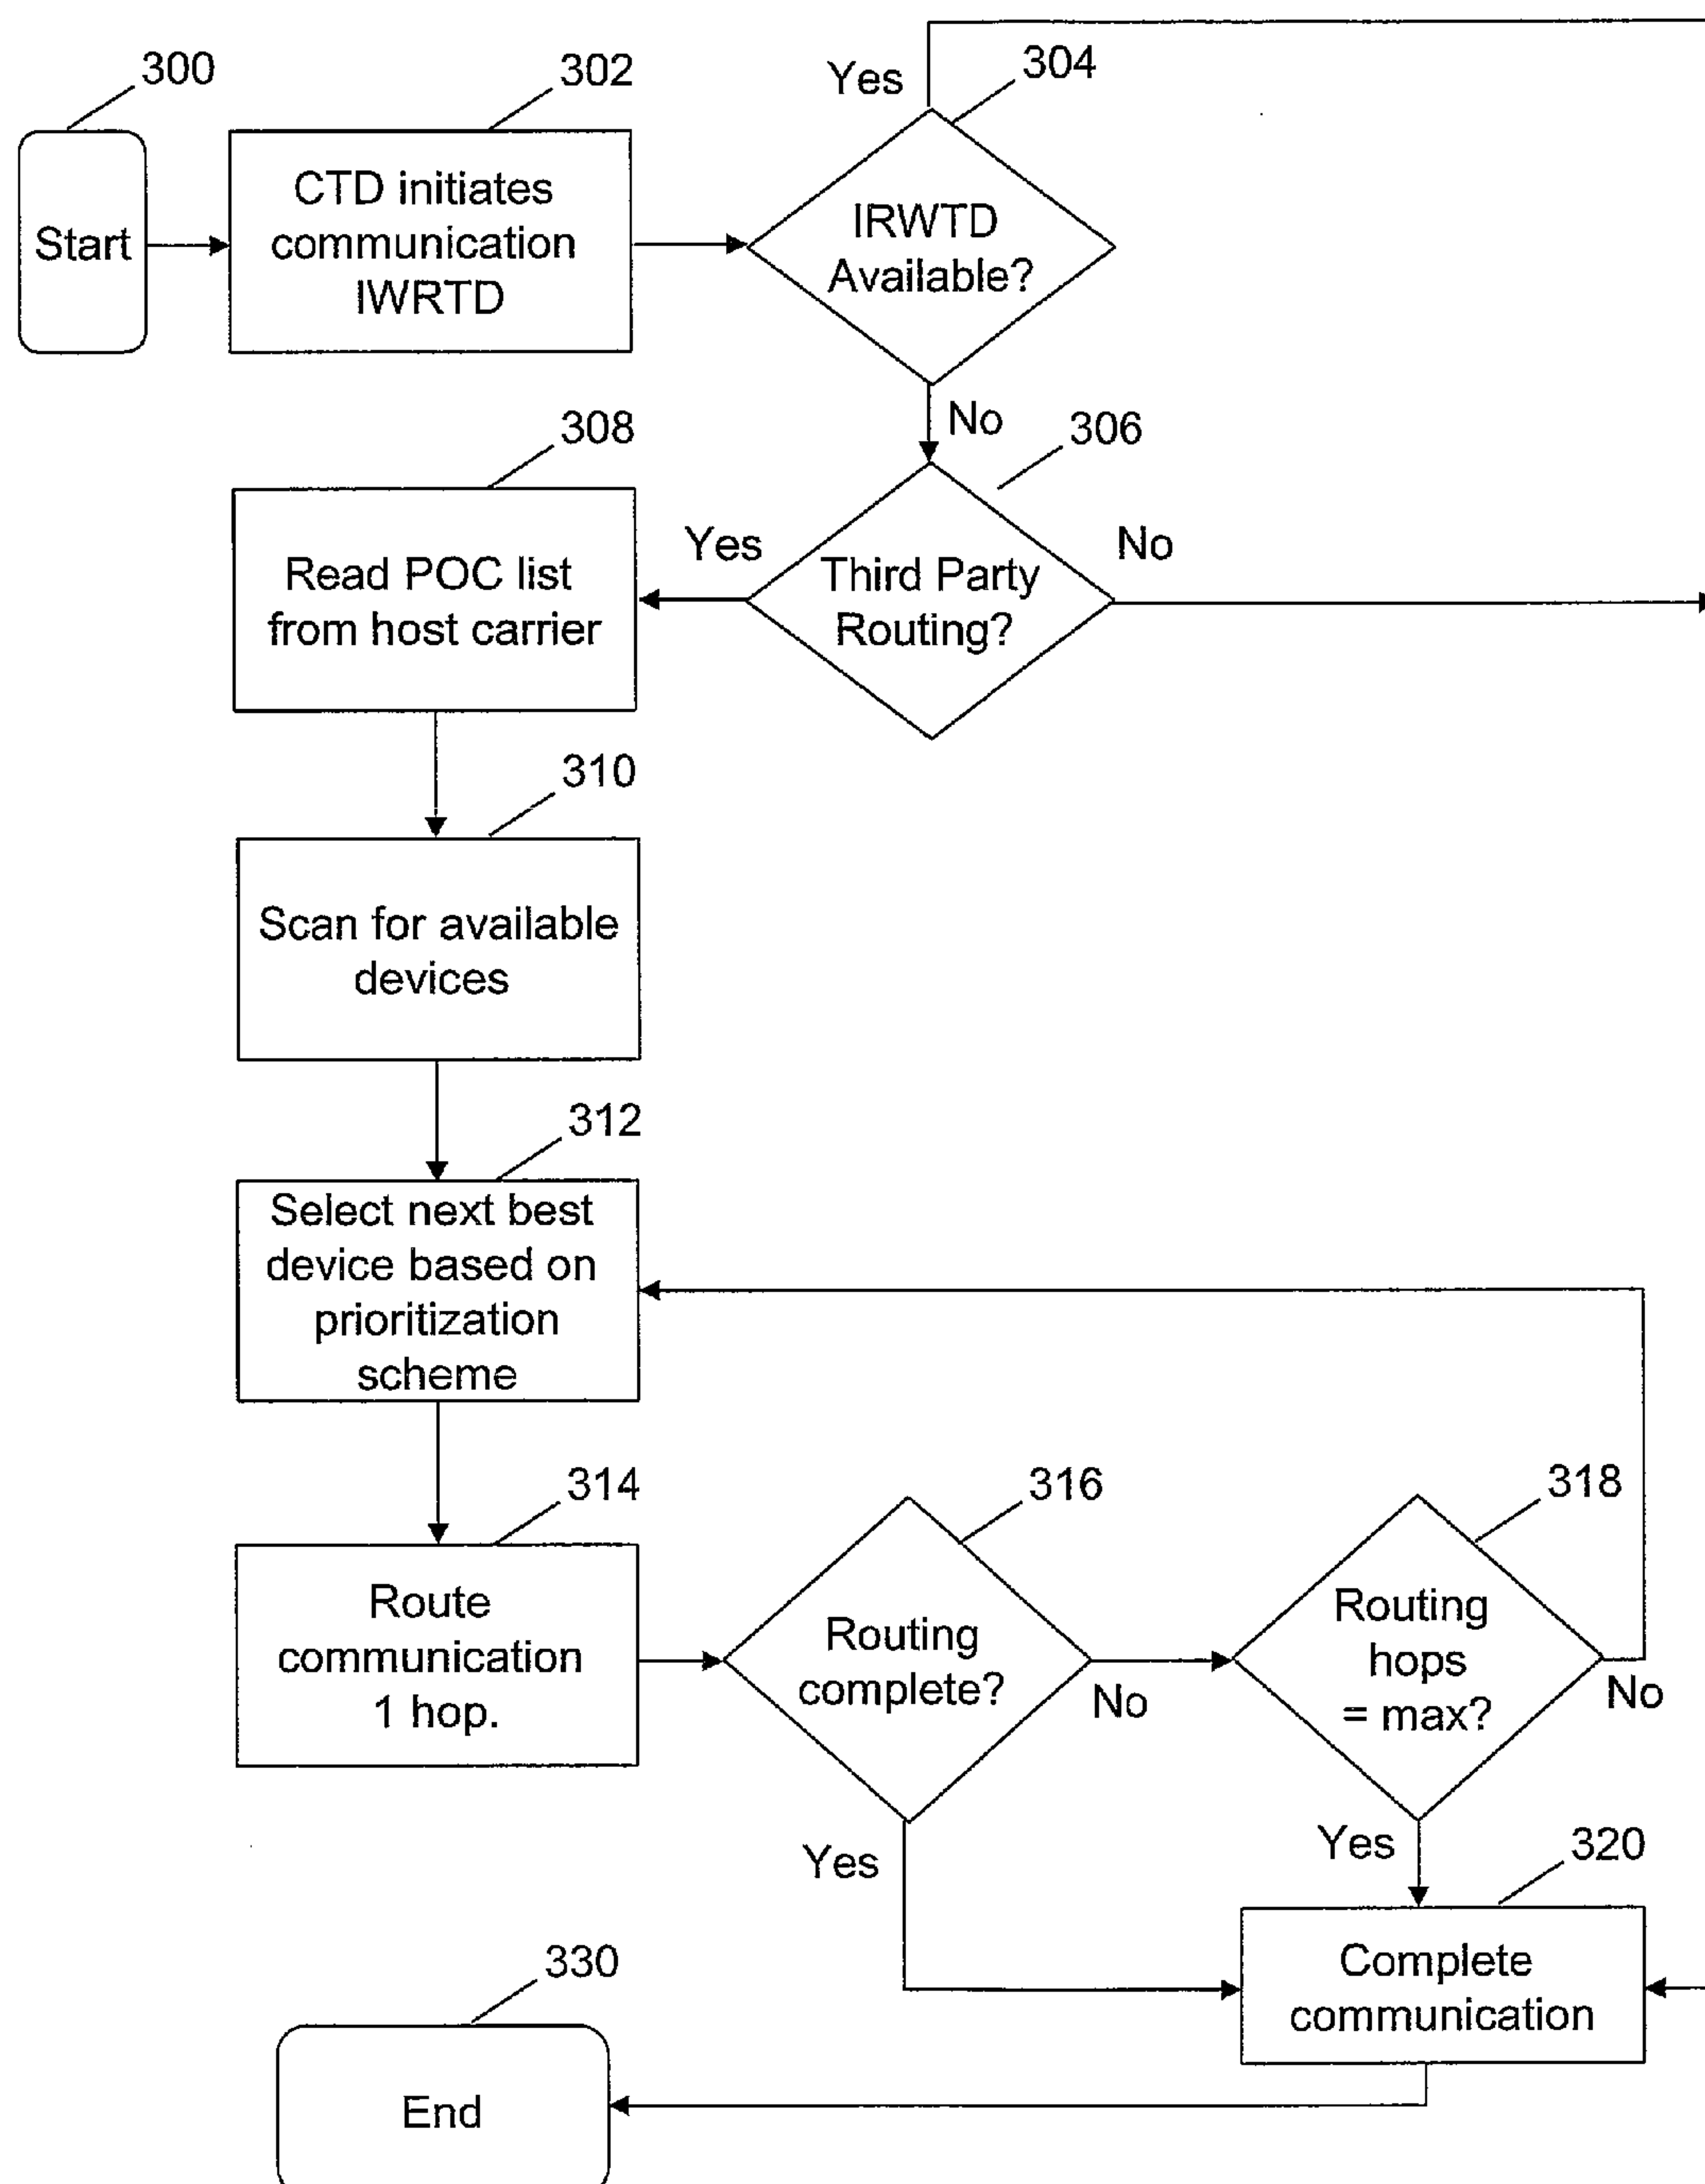 300
Start
302
CTD initiates
communication
IWRTD
Yes
304
IRWTD
Available?
No
306
Third Party
Routing?
Yes
No
308
Read POC list
from host carrier
310
Scan for available
devices
312
Select next best
device based on
prioritization
scheme
314
Route
communication
1 hop.
316
Routing
complete?
No
Yes
318
Routing
hops
= max?
No
Yes
320
Complete
communication
330
End